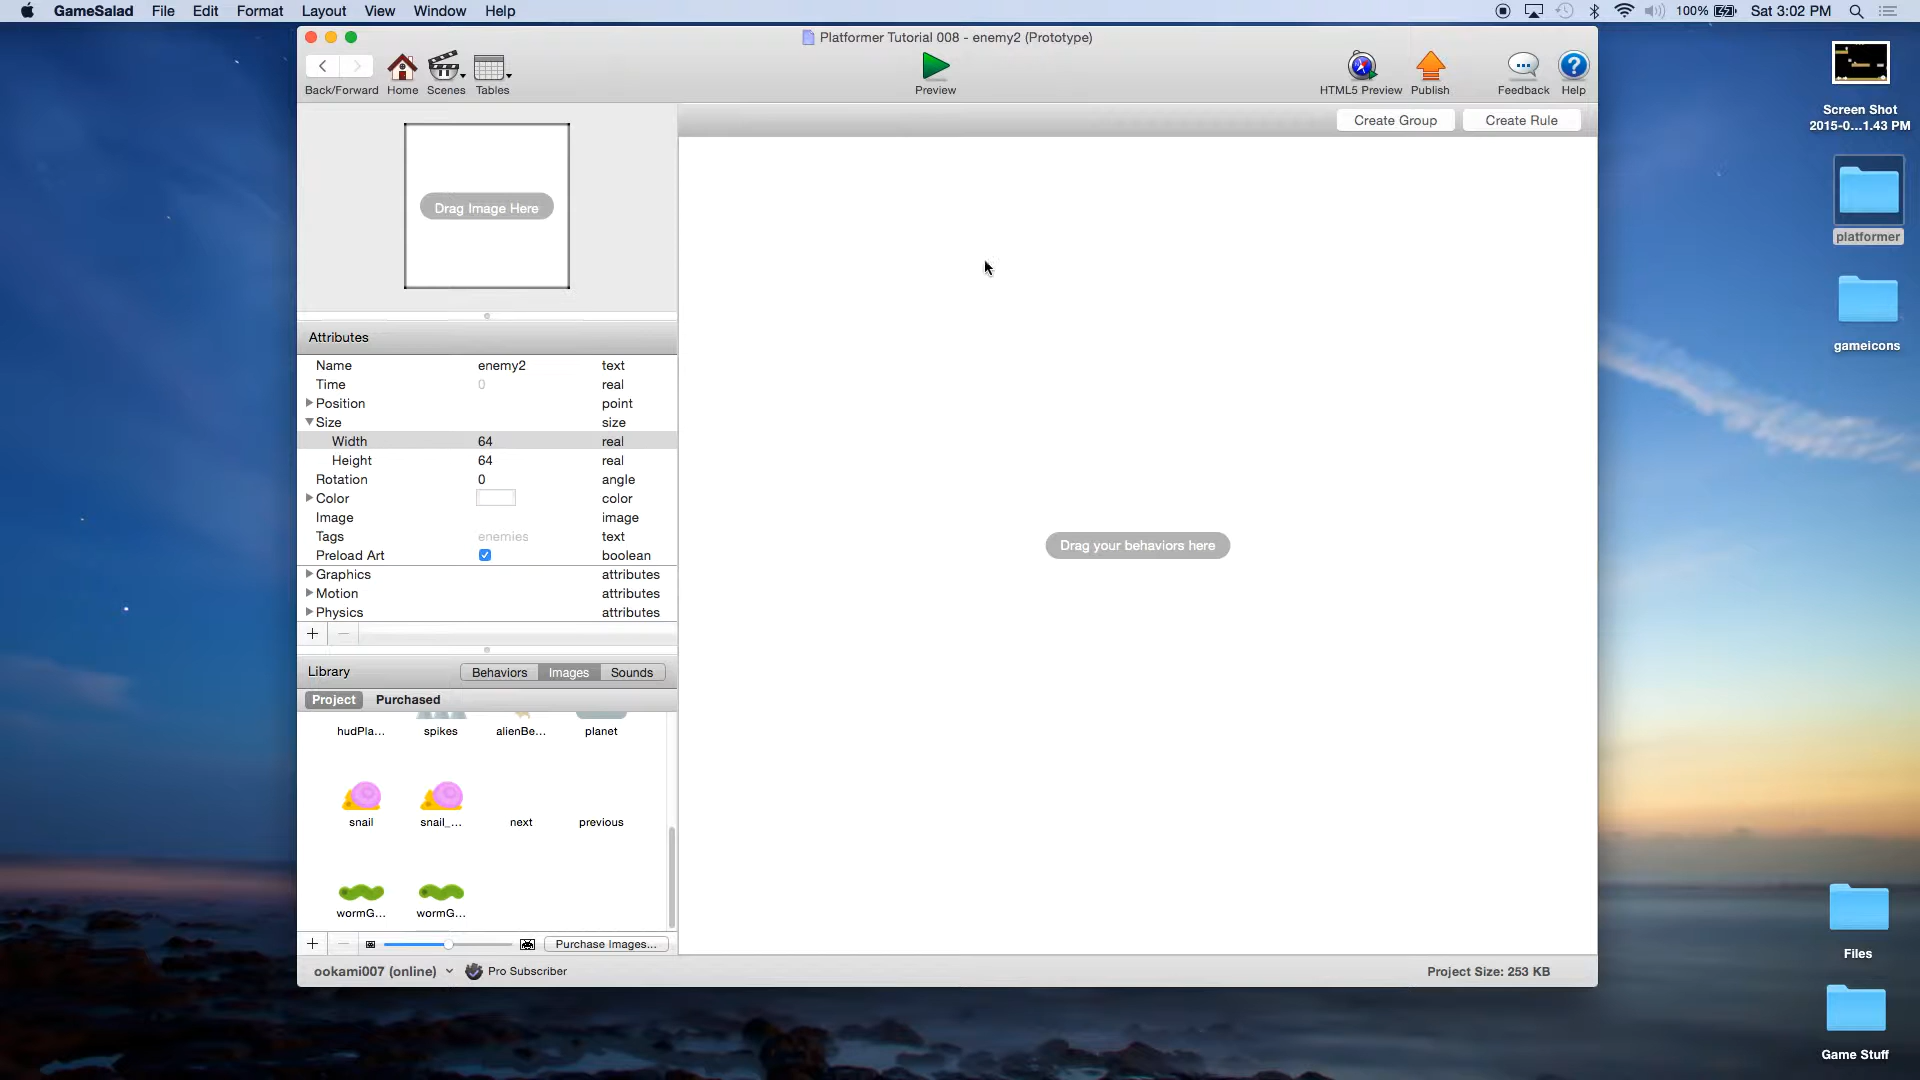 GameSalad File Edit Format Layout View Window Help
100% Sat 3:02 PM
Platformer Tutorial 008 - enemy2 (Prototype)
Back/Forward Home Scenes Tables Preview HTML5 Preview Publish Feedback Help
Create Group Create Rule
Drag Image Here
Attributes
Name enemy2 text
Time 0 real
Position point
Size size
Width 64 real
Height 64 real
Rotation 0 angle
Color color
Image image
Tags enemies text
Preload Art boolean
Graphics attributes
Motion attributes
Physics attributes
Drag your behaviors here
Library Behaviors Images Sounds
Project Purchased
hudPla... spikes alienBe... planet
snail snail_... next previous
wormG... wormG...
Purchase Images...
ookami007 (online) Pro Subscriber Project Size: 253 KB
Screen Shot
2015-0...1.43 PM
platformer
gameicons
Files
Game Stuff